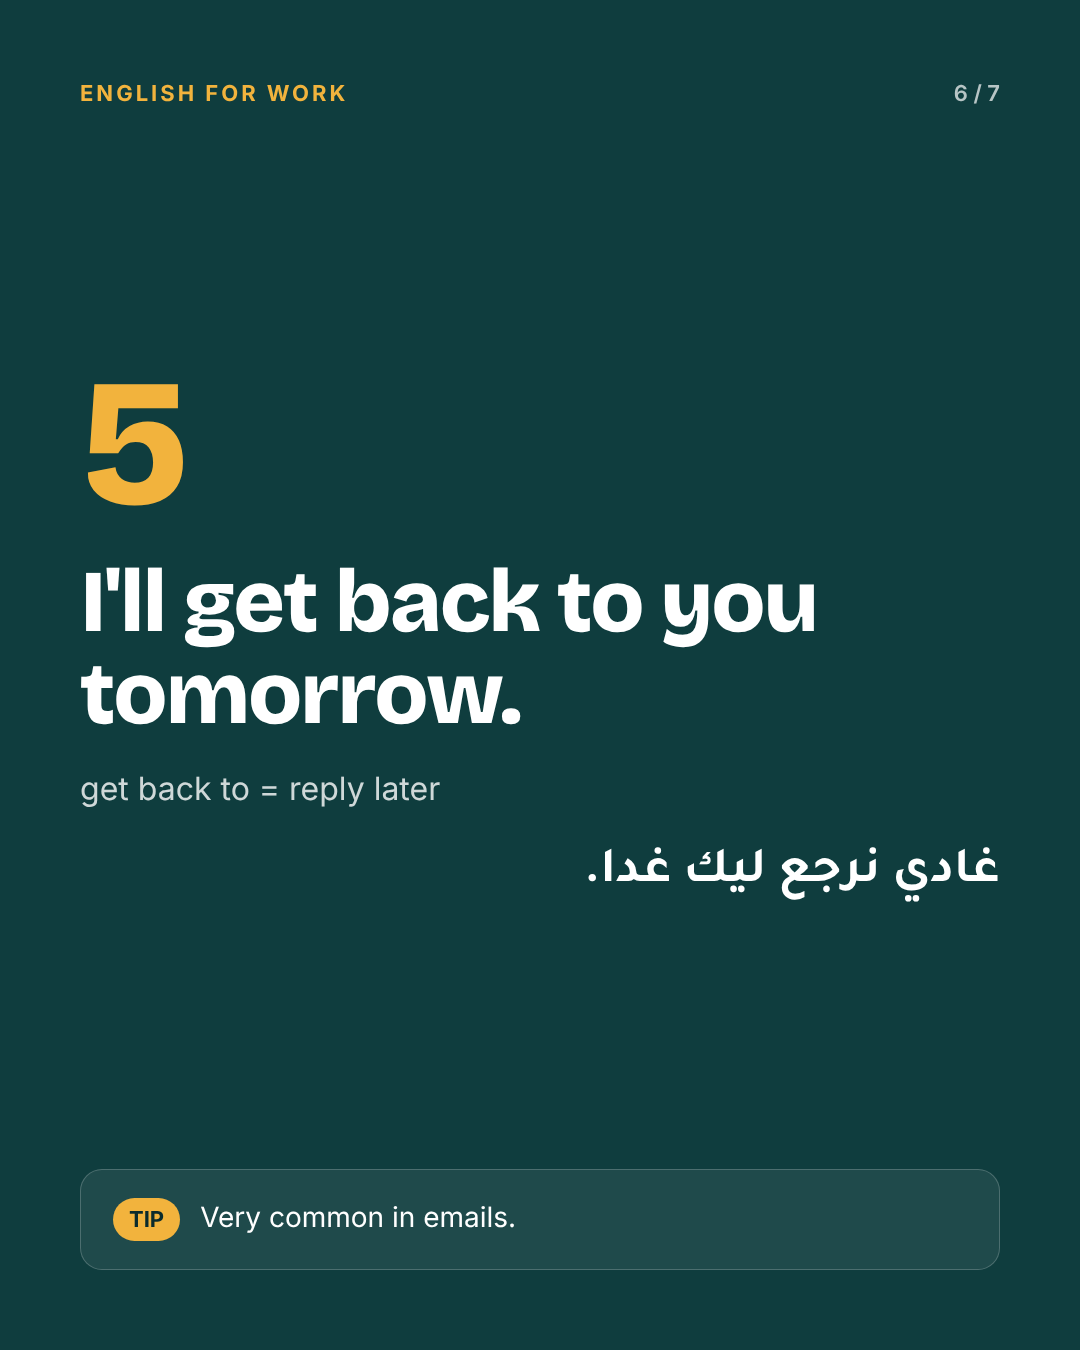 ENGLISH FOR WORK
6 / 7
5
I'll get back to you
tomorrow.
get back to = reply later
غادي نرجع ليك غدا.
TIP Very common in emails.